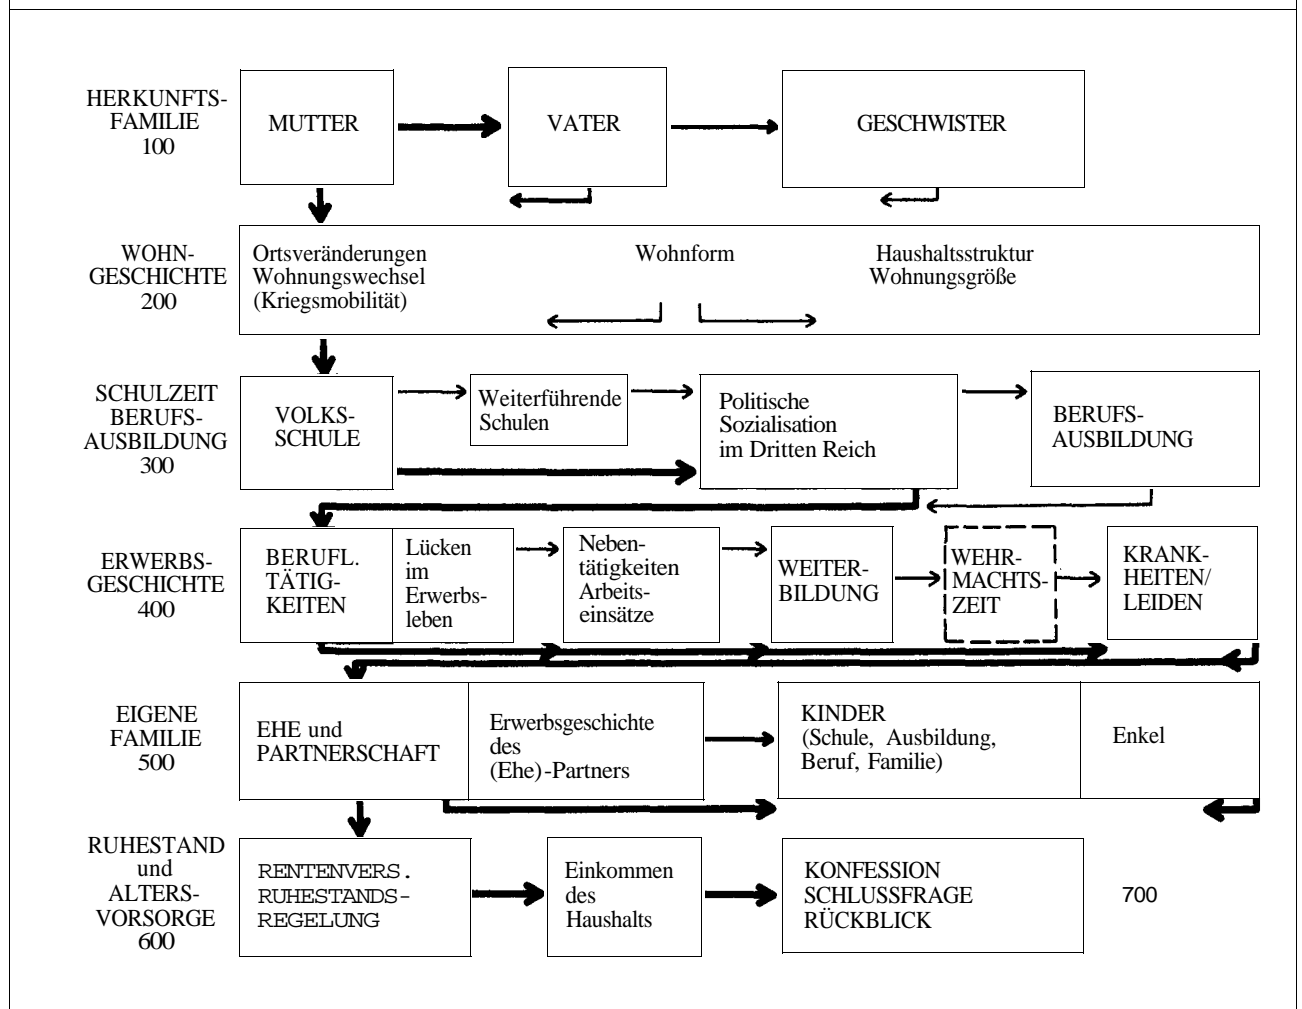 HERKUNFTS-
FAMILIE
100
MUTTER
VATER
GESCHWISTER
WOHN-
GESCHICHTE
200
Ortsveränderungen
Wohnungswechsel
(Kriegsmobilität)
Wohnform
Haushaltsstruktur
Wohnungsgröße
SCHULZEIT
BERUFS-
AUSBILDUNG
300
VOLKS-
SCHULE
Weiterführende
Schulen
Politische
Sozialisation
im Dritten Reich
BERUFS-
AUSBILDUNG
ERWERBS-
GESCHICHTE
400
BERUFL.
TÄTIG-
KEITEN
Lücken
im
Erwerbs-
leben
Neben-
tätigkeiten
Arbeits-
einsätze
WEITER-
BILDUNG
WEHR-
MACHTS-
ZEIT
KRANK-
HEITEN/
LEIDEN
EIGENE
FAMILIE
500
EHE und
PARTNERSCHAFT
Erwerbsgeschichte
des
(Ehe)-Partners
KINDER
(Schule, Ausbildung,
Beruf, Familie)
Enkel
RUHESTAND
und
ALTERS-
VORSORGE
600
RENTENVERS.
RUHESTANDS-
REGELUNG
Einkommen
des
Haushalts
KONFESSION
SCHLUSSFRAGE
RÜCKBLICK
700